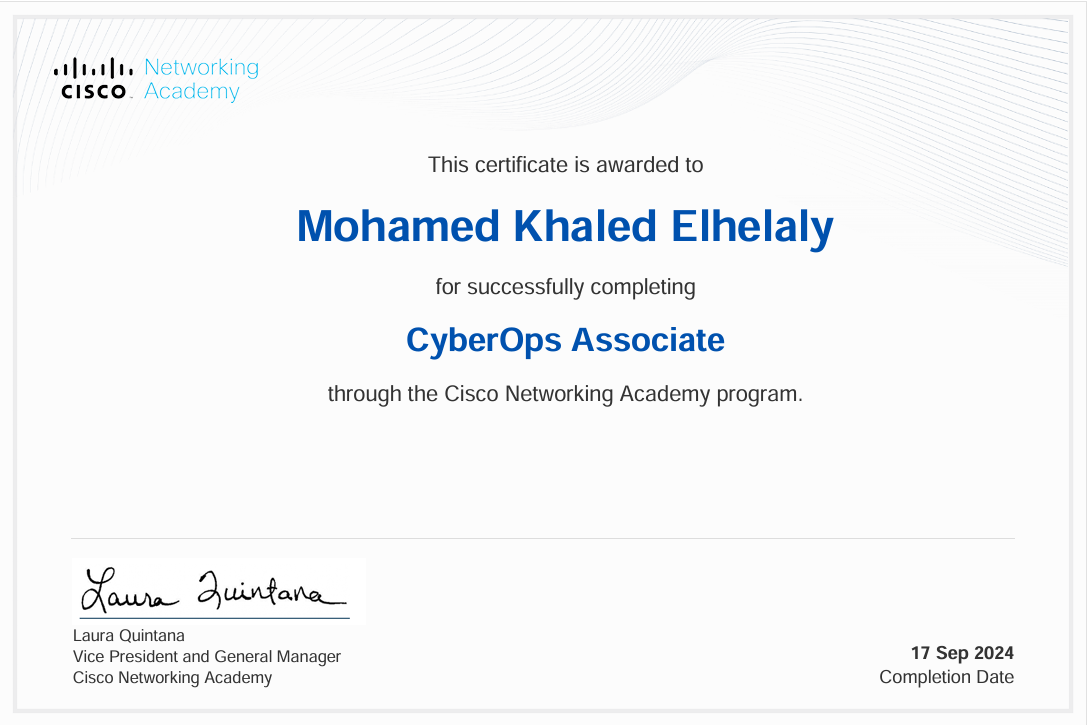 Networking
CISCO Academy
This certificate is awarded to
Mohamed Khaled Elhelaly
for successfully completing
CyberOps Associate
through the Cisco Networking Academy program.
Laura Quintana
Laura Quintana
Vice President and General Manager
Cisco Networking Academy
17 Sep 2024
Completion Date